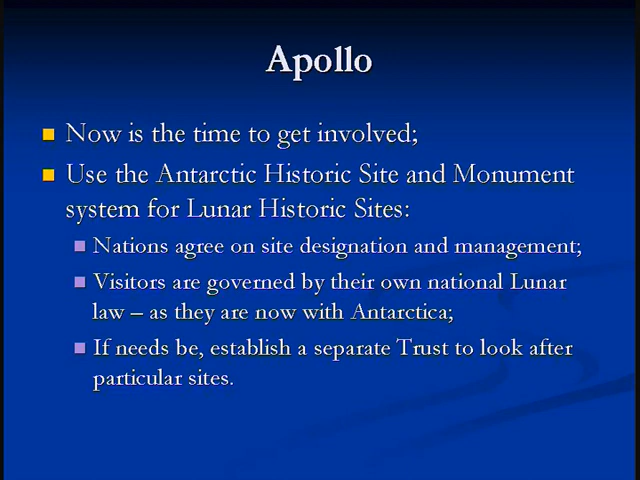 Apollo
Now is the time to get involved;
Use the Antarctic Historic Site and Monument
system for Lunar Historic Sites:
Nations agree on site designation and management;
Visitors are governed by their own national Lunar
law – as they are now with Antarctica;
If needs be, establish a separate Trust to look after
particular sites.